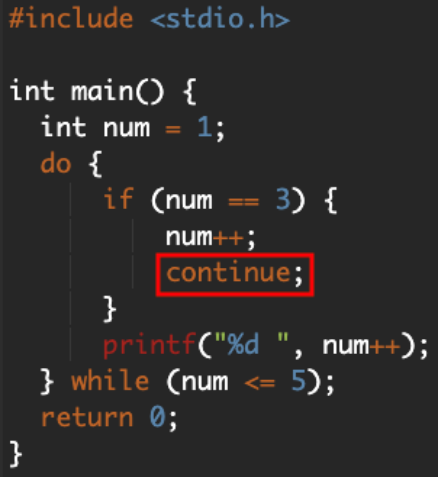 #include <stdio.h>
int main() {
  int num = 1;
  do {
      if (num == 3) {
          num++;
          continue;
      }
      printf("%d ", num++);
  } while (num <= 5);
  return 0;
}